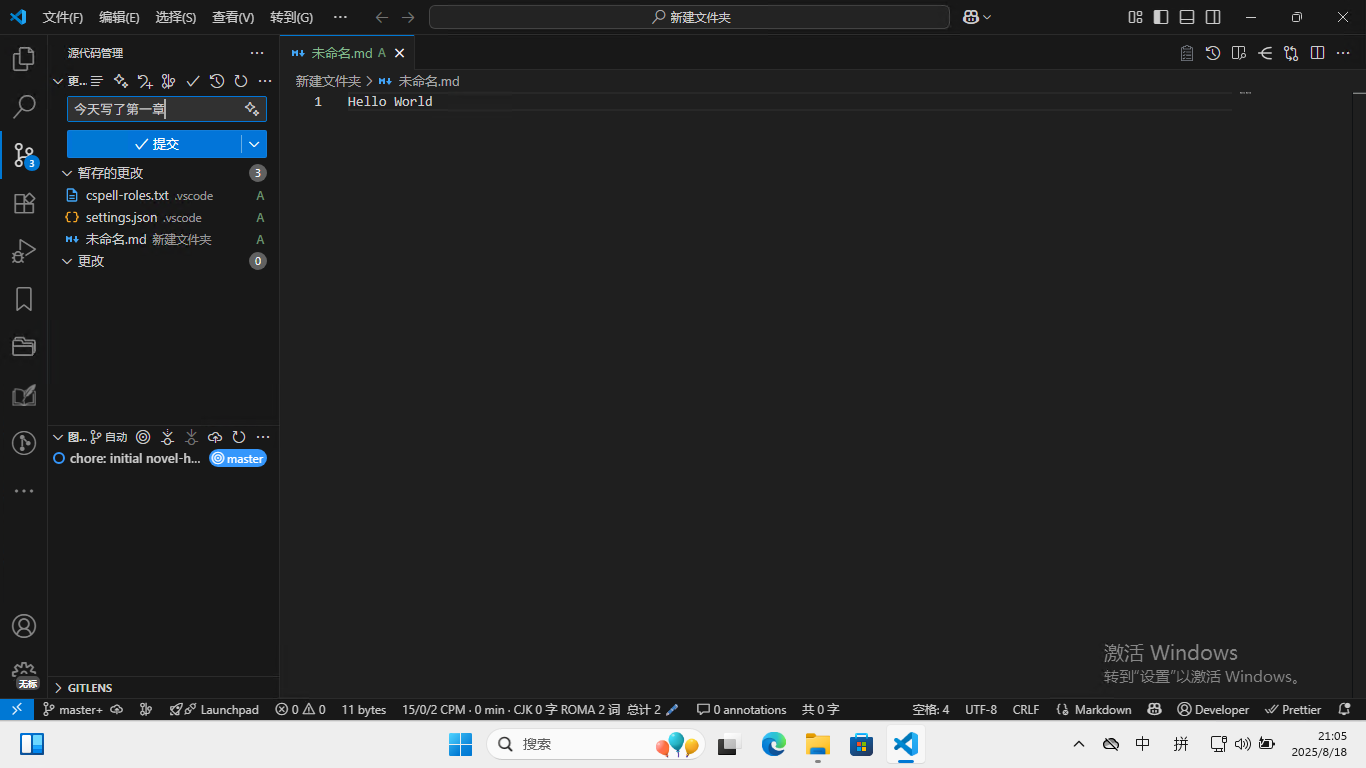 文件(F) 编辑(E) 选择(S) 查看(V) 转到(G) ··· 新建文件夹
源代码管理
未命名.md A
更...
新建文件夹 > 未命名.md
今天写了第一章
1 Hello World
提交
暂存的更改 3
cspell-roles.txt .vscode A
settings.json .vscode A
未命名.md 新建文件夹 A
更改 0
3
图... 自动
chore: initial novel-h... master
无标
GITLENS
激活 Windows
转到"设置"以激活 Windows。
master+ Launchpad 0 0 11 bytes 15/0/2 CPM · 0 min · CJK 0 字 ROMA 2 词 总计 2 0 annotations 共 0 字 空格: 4 UTF-8 CRLF Markdown Developer Prettier
搜索 中 拼 21:05
2025/8/18